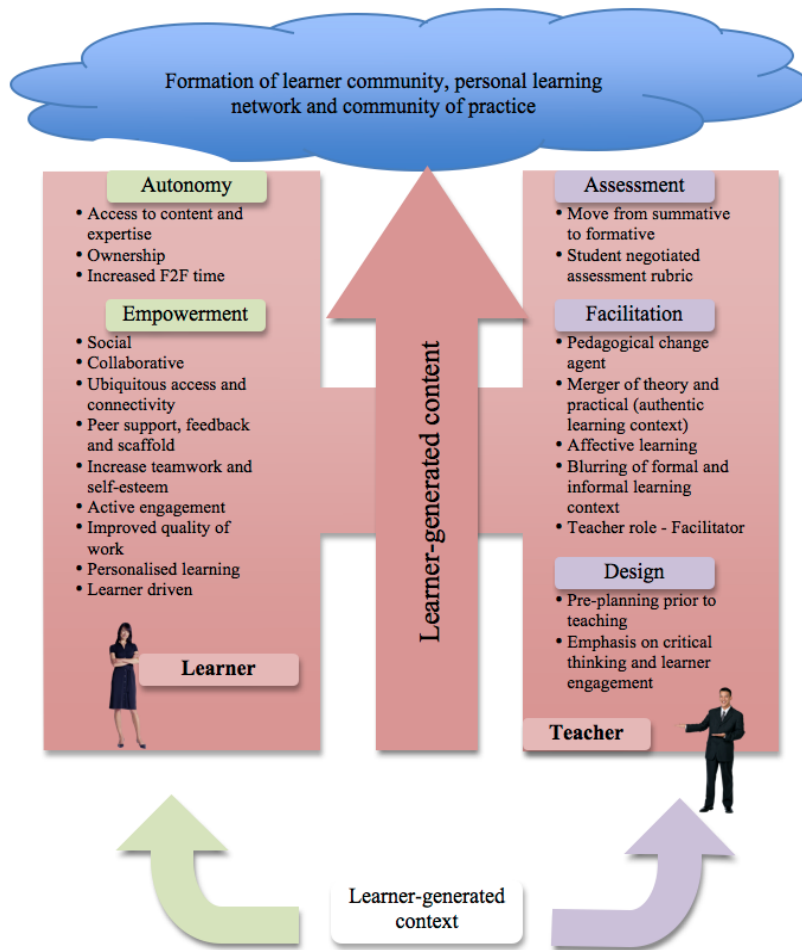 Formation of learner community, personal learning
network and community of practice
Autonomy
• Access to content and
expertise
• Ownership
• Increased F2F time
Empowerment
• Social
• Collaborative
• Ubiquitous access and
connectivity
• Peer support, feedback
and scaffold
• Increase teamwork and
self-esteem
• Active engagement
• Improved quality of
work
• Personalised learning
• Learner driven
Learner
Learner-generated content
Assessment
• Move from summative
to formative
• Student negotiated
assessment rubric
Facilitation
• Pedagogical change
agent
• Merger of theory and
practical (authentic
learning context)
• Affective learning
• Blurring of formal and
informal learning
context
• Teacher role - Facilitator
Design
• Pre-planning prior to
teaching
• Emphasis on critical
thinking and learner
engagement
Teacher
Learner-generated
context